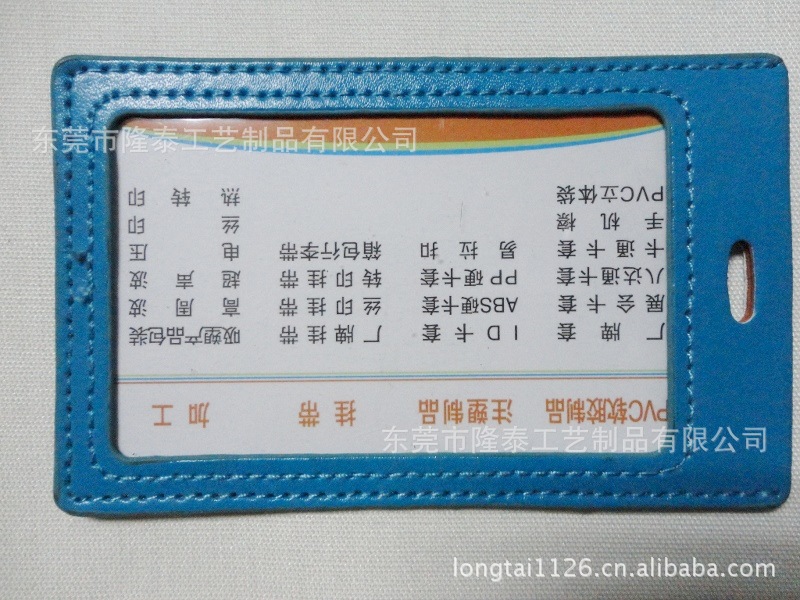 东莞市隆泰工艺制品有限公司
PVC软胶制品 注塑制品 挂带 加工
厂牌套 ID卡套 厂牌挂带 吸塑产品包装
展会卡套 ABS硬卡套 丝印挂带 高周波
八达通卡套 PP硬卡套 转印挂带 超声波
卡通卡套 易拉扣 箱包行李带 电压
手机檫 丝印
PVC立体袋 热转印
东莞市隆泰工艺制品有限公司
longtai1126.cn.alibaba.com